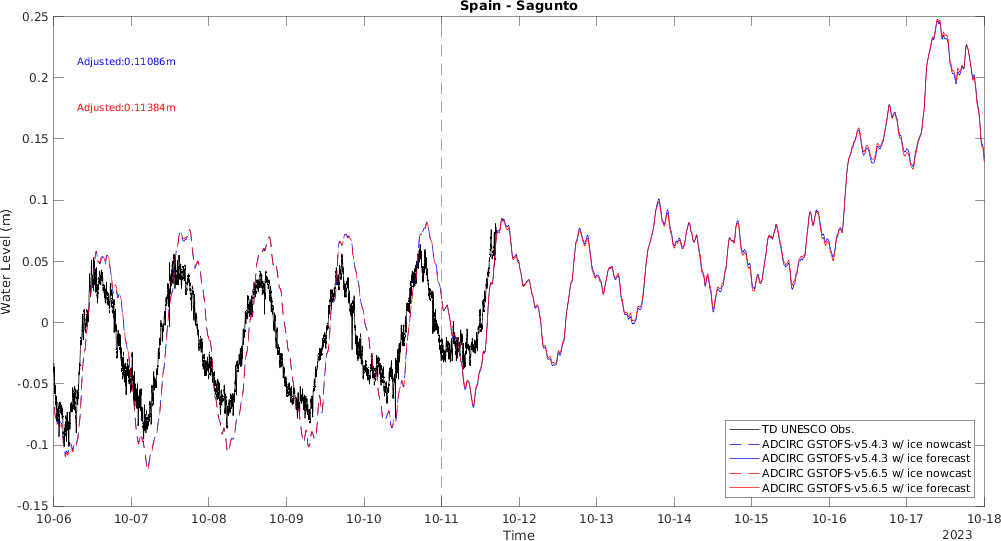 Spain - Sagunto
0.25
0.2
0.15
0.1
0.05
0
-0.05
-0.1
-0.15
Water Level (m)
Adjusted:0.11086m
Adjusted:0.11384m
TD UNESCO Obs.
ADCIRC GSTOFS-v5.4.3 w/ ice nowcast
ADCIRC GSTOFS-v5.4.3 w/ ice forecast
ADCIRC GSTOFS-v5.6.5 w/ ice nowcast
ADCIRC GSTOFS-v5.6.5 w/ ice forecast
10-06 10-07 10-08 10-09 10-10 10-11 10-12 10-13 10-14 10-15 10-16 10-17 10-18
Time
2023